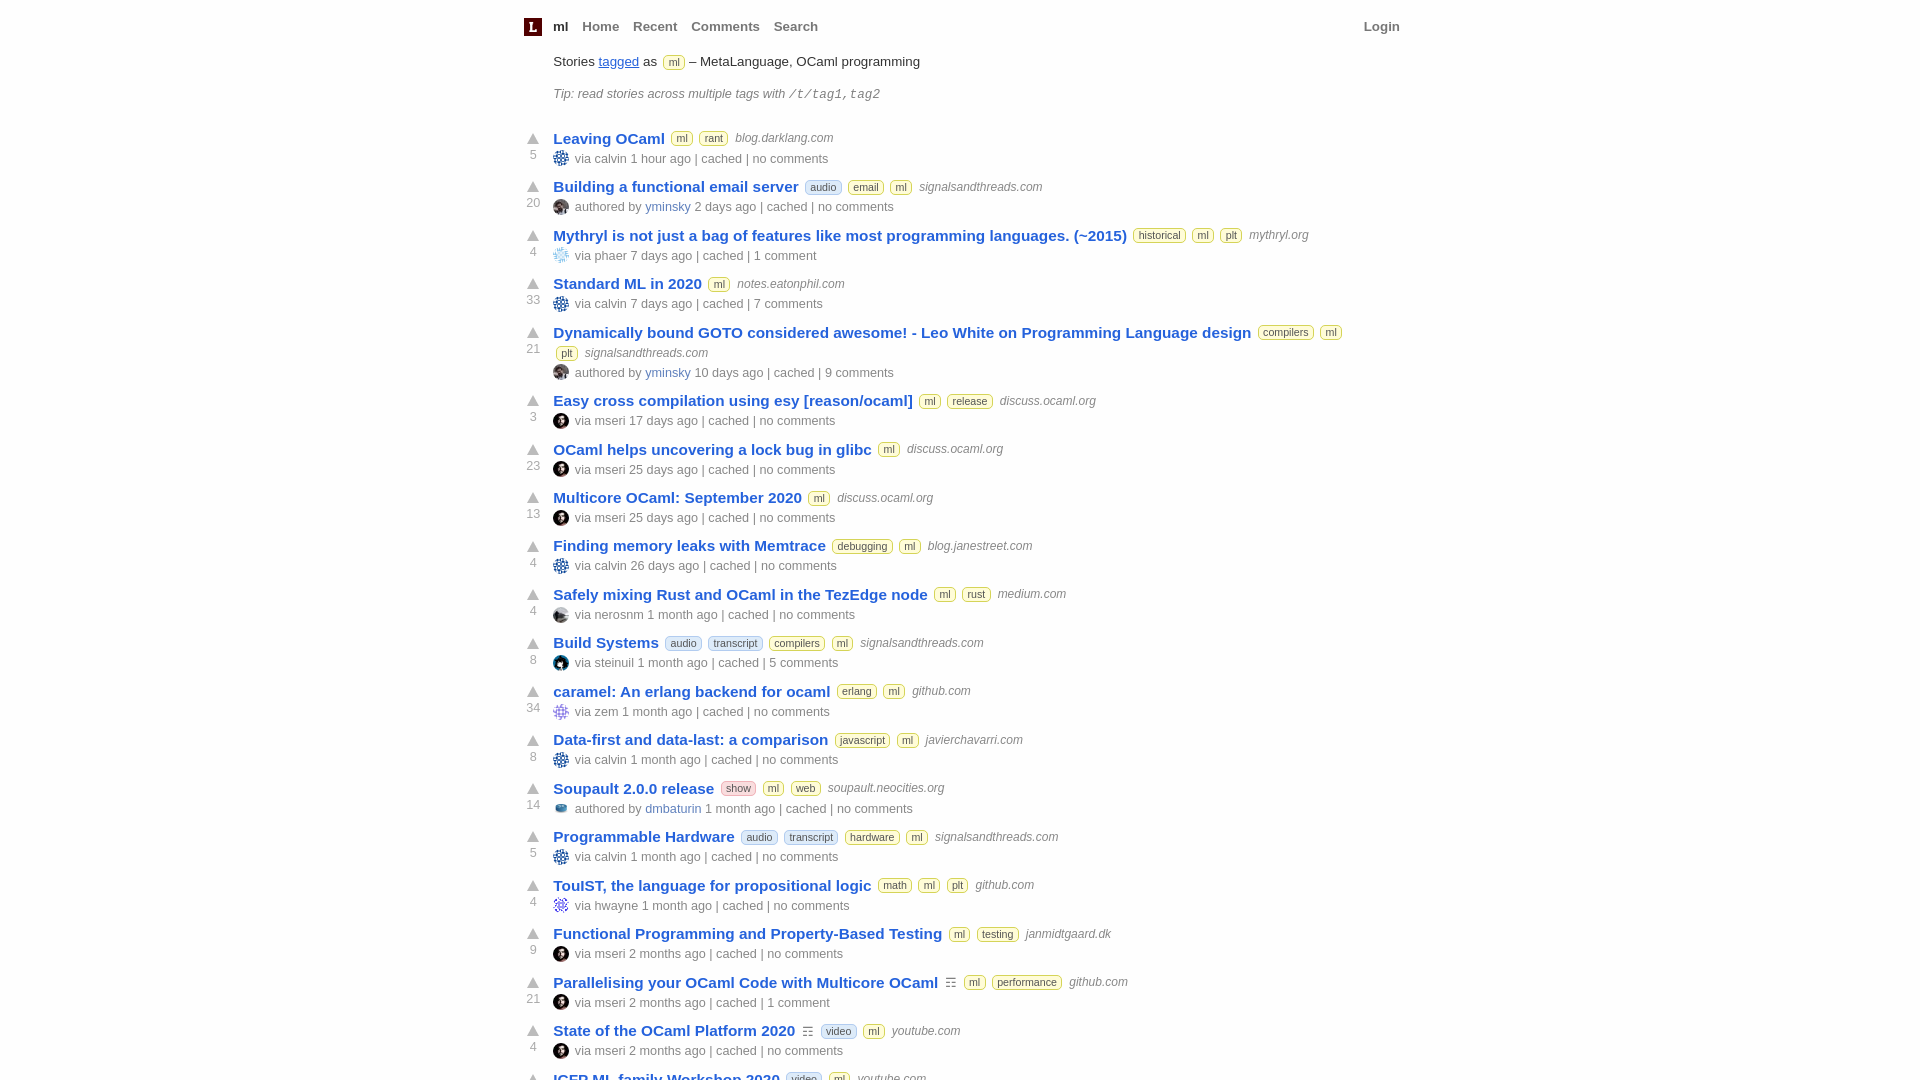 L ml Home Recent Comments Search Login
Stories tagged as ml – MetaLanguage, OCaml programming
Tip: read stories across multiple tags with /t/tag1,tag2
Leaving OCaml ml rant blog.darklang.com
5 via calvin 1 hour ago | cached | no comments
Building a functional email server audio email ml signalsandthreads.com
20 authored by yminsky 2 days ago | cached | no comments
Mythryl is not just a bag of features like most programming languages. (~2015) historical ml plt mythryl.org
4 via phaer 7 days ago | cached | 1 comment
Standard ML in 2020 ml notes.eatonphil.com
33 via calvin 7 days ago | cached | 7 comments
Dynamically bound GOTO considered awesome! - Leo White on Programming Language design compilers ml
21 plt signalsandthreads.com
authored by yminsky 10 days ago | cached | 9 comments
Easy cross compilation using esy [reason/ocaml] ml release discuss.ocaml.org
3 via mseri 17 days ago | cached | no comments
OCaml helps uncovering a lock bug in glibc ml discuss.ocaml.org
23 via mseri 25 days ago | cached | no comments
Multicore OCaml: September 2020 ml discuss.ocaml.org
13 via mseri 25 days ago | cached | no comments
Finding memory leaks with Memtrace debugging ml blog.janestreet.com
4 via calvin 26 days ago | cached | no comments
Safely mixing Rust and OCaml in the TezEdge node ml rust medium.com
4 via nerosnm 1 month ago | cached | no comments
Build Systems audio transcript compilers ml signalsandthreads.com
8 via steinuil 1 month ago | cached | 5 comments
caramel: An erlang backend for ocaml erlang ml github.com
34 via zem 1 month ago | cached | no comments
Data-first and data-last: a comparison javascript ml javierchavarri.com
8 via calvin 1 month ago | cached | no comments
Soupault 2.0.0 release show ml web soupault.neocities.org
14 authored by dmbaturin 1 month ago | cached | no comments
Programmable Hardware audio transcript hardware ml signalsandthreads.com
5 via calvin 1 month ago | cached | no comments
TouIST, the language for propositional logic math ml plt github.com
4 via hwayne 1 month ago | cached | no comments
Functional Programming and Property-Based Testing ml testing janmidtgaard.dk
9 via mseri 2 months ago | cached | no comments
Parallelising your OCaml Code with Multicore OCaml ☶ ml performance github.com
21 via mseri 2 months ago | cached | 1 comment
State of the OCaml Platform 2020 ☶ video ml youtube.com
4 via mseri 2 months ago | cached | no comments
ICFP ML family Workshop 2020 video ml youtube.com